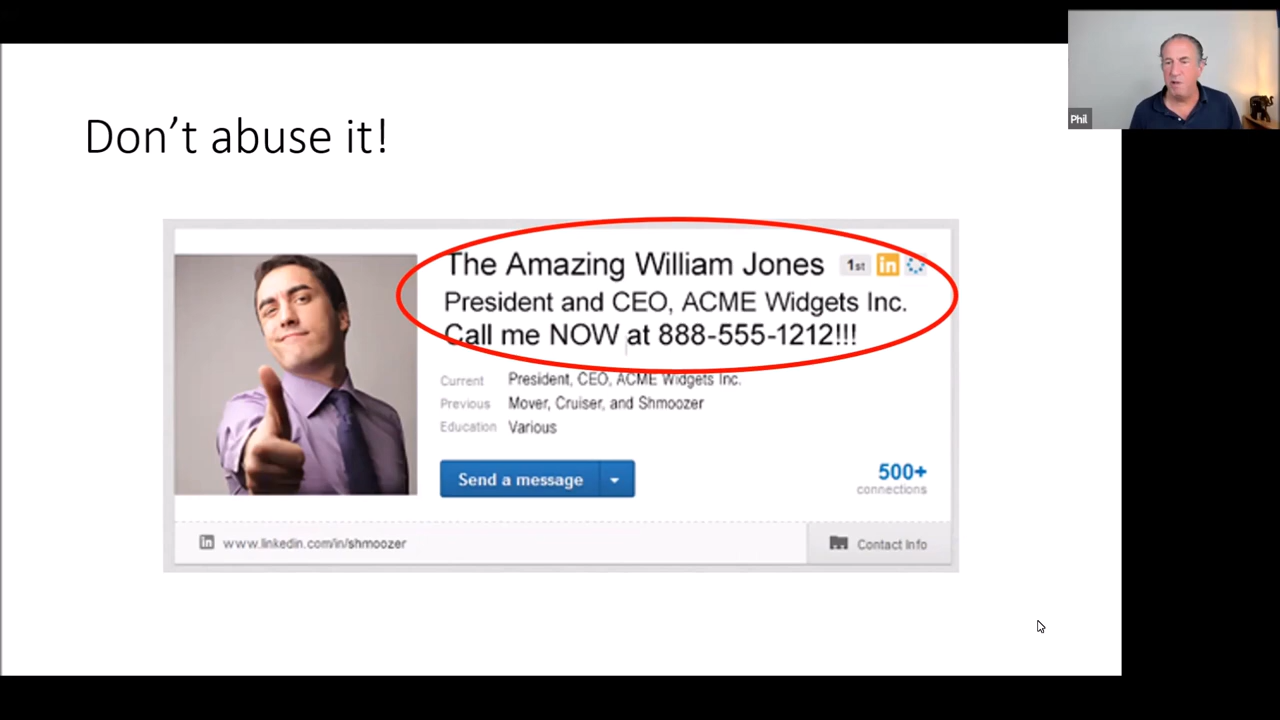 Don't abuse it!
Phil
The Amazing William Jones 1st in
President and CEO, ACME Widgets Inc.
Call me NOW at 888-555-1212!!!
Current President, CEO, ACME Widgets Inc.
Previous Mover, Cruiser, and Shmoozer
Education Various
Send a message
500+
connections
in www.linkedin.com/in/shmoozer
Contact Info